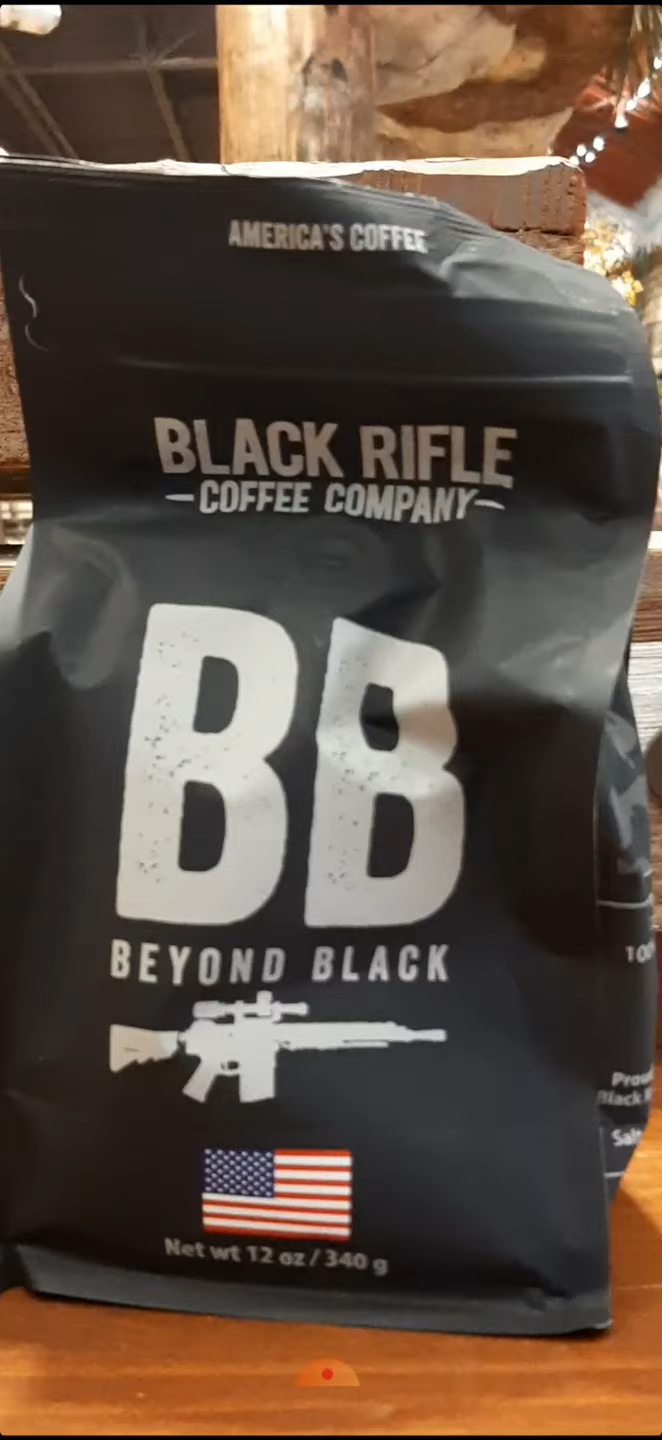 AMERICA'S COFFEE
BLACK RIFLE
—COFFEE COMPANY—
BB
BEYOND BLACK
Net wt 12 oz / 340 g